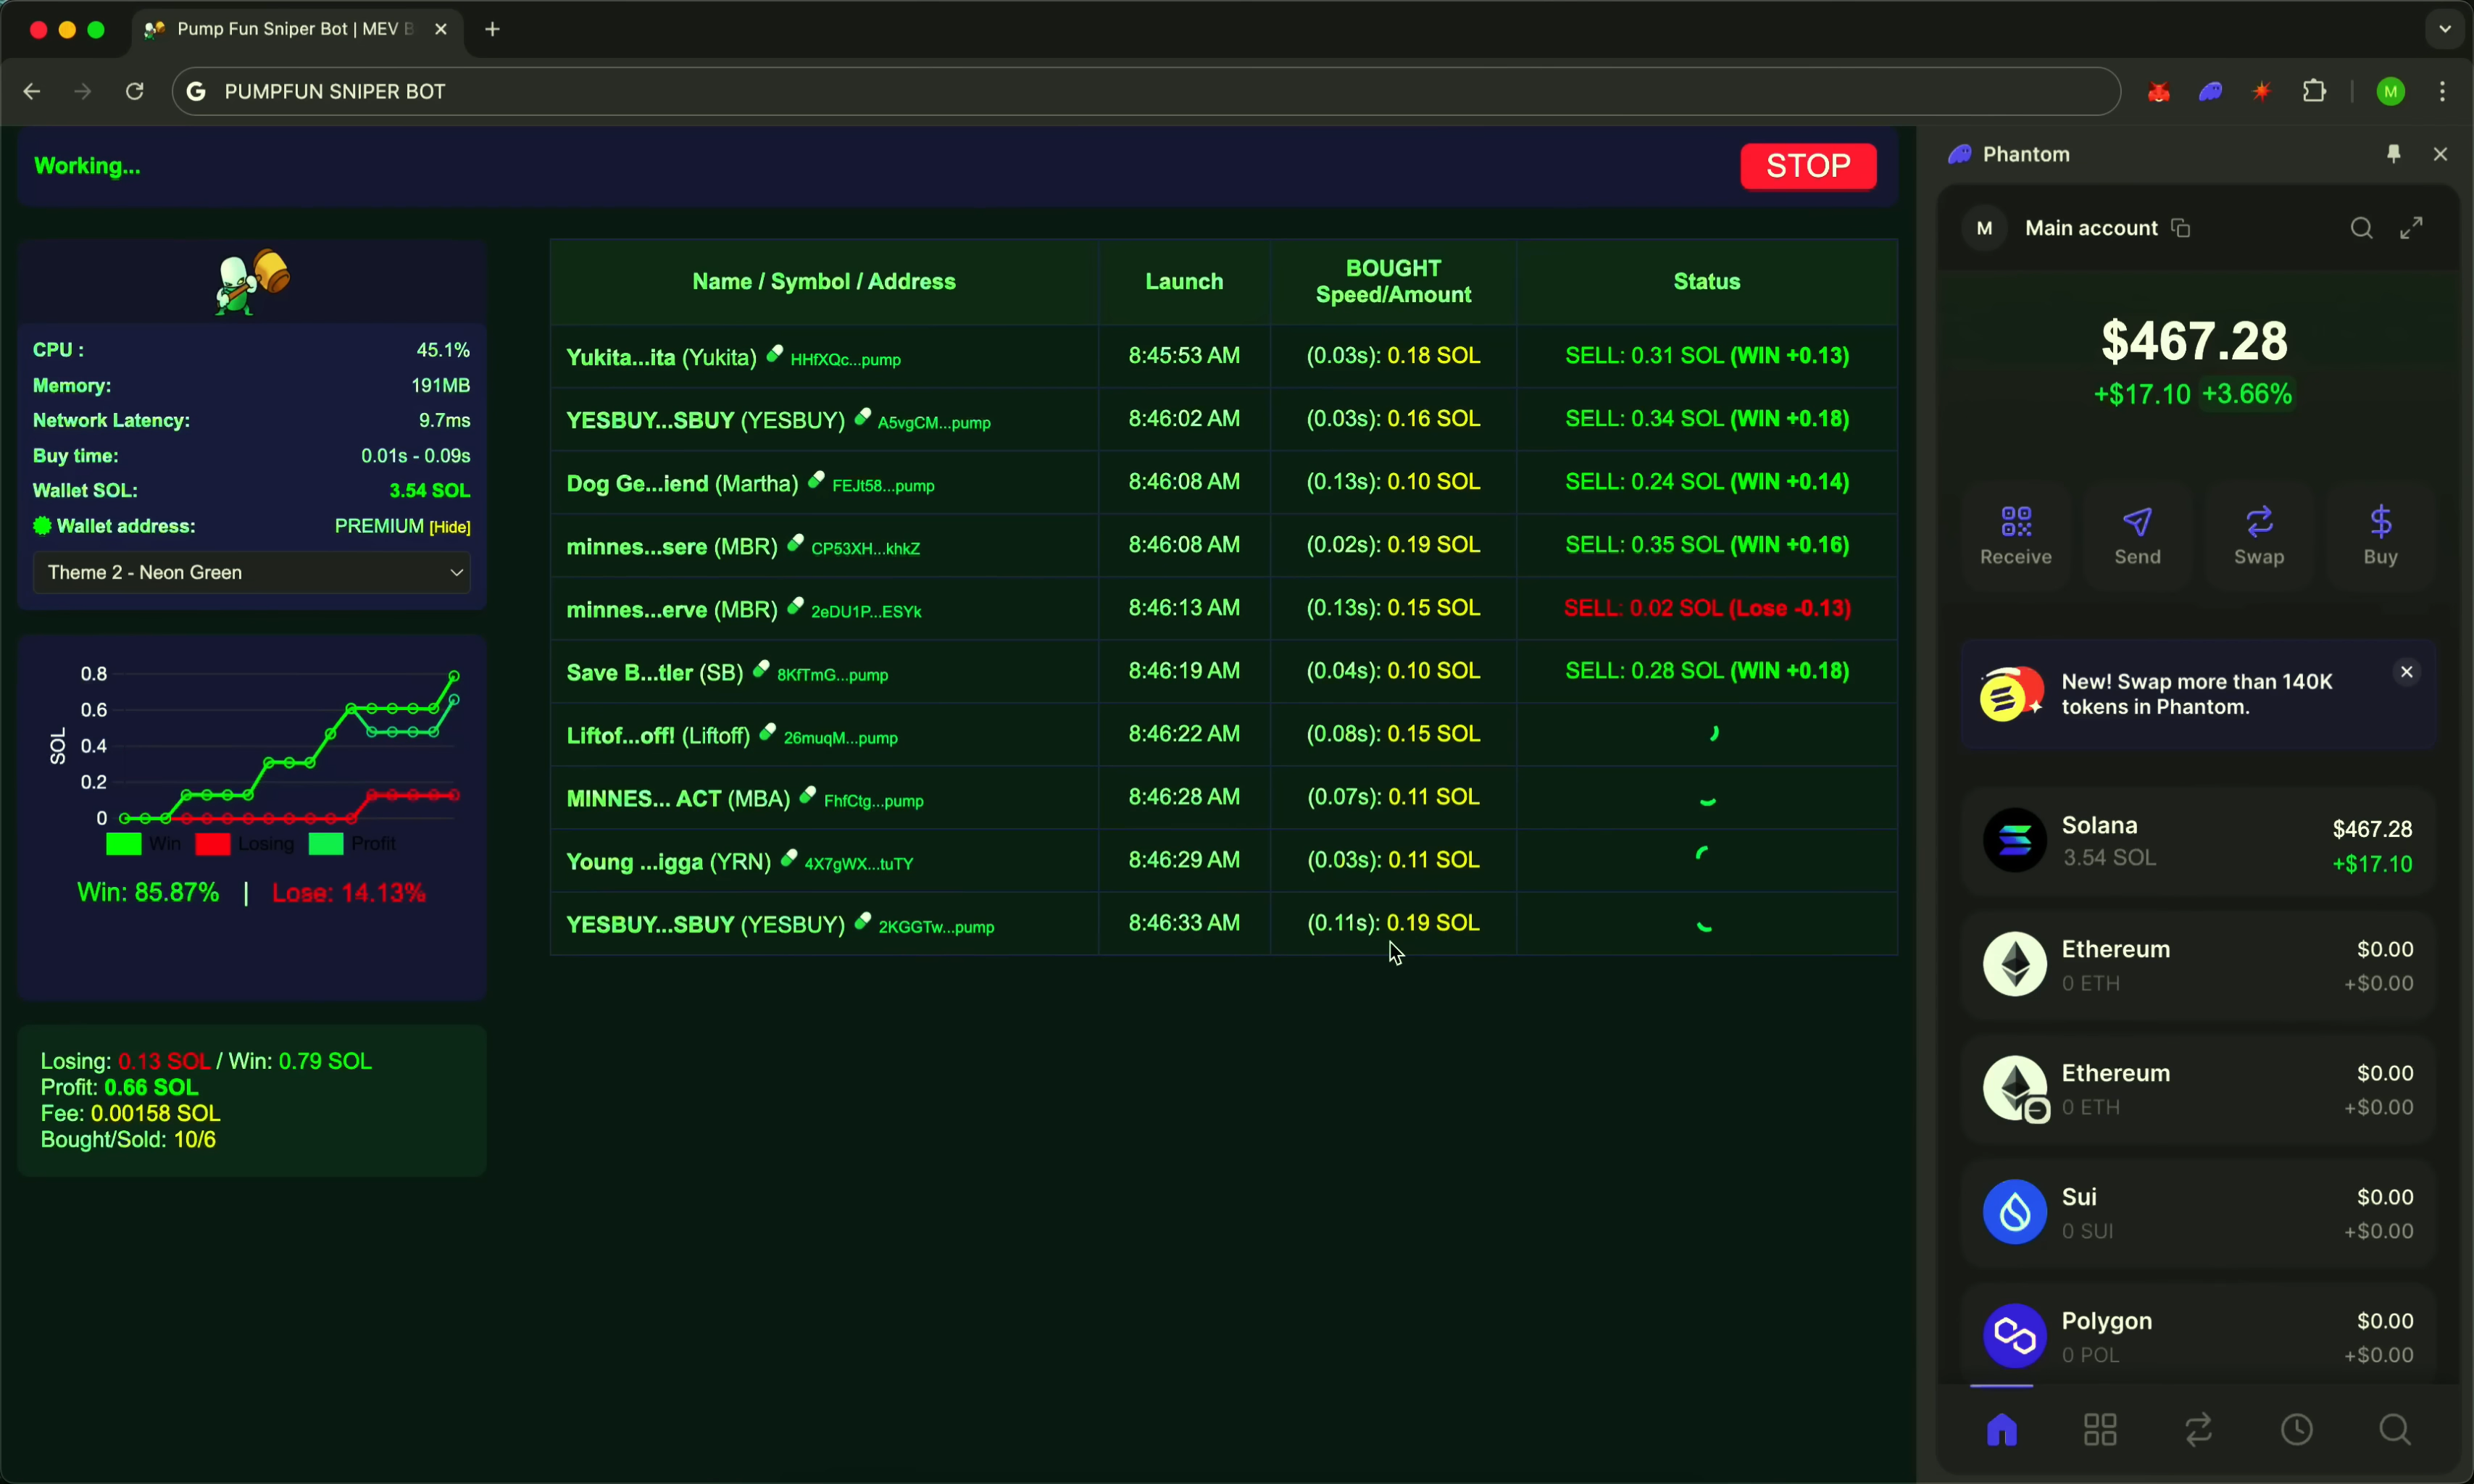 Pump Fun Sniper Bot | MEV B
PUMPFUN SNIPER BOT
M
Working...
STOP
CPU : 45.1%
Memory: 191MB
Network Latency: 9.7ms
Buy time: 0.01s - 0.09s
Wallet SOL: 3.54 SOL
Wallet address: PREMIUM [Hide]
Theme 2 - Neon Green
SOL
0.8
0.6
0.4
0.2
0
Win Losing Profit
Win: 85.87% | Lose: 14.13%
Losing: 0.13 SOL / Win: 0.79 SOL
Profit: 0.66 SOL
Fee: 0.00158 SOL
Bought/Sold: 10/6
Name / Symbol / Address Launch BOUGHT Speed/Amount Status
Yukita...ita (Yukita) HHfXQc...pump 8:45:53 AM (0.03s): 0.18 SOL SELL: 0.31 SOL (WIN +0.13)
YESBUY...SBUY (YESBUY) A5vgCM...pump 8:46:02 AM (0.03s): 0.16 SOL SELL: 0.34 SOL (WIN +0.18)
Dog Ge...iend (Martha) FEJt58...pump 8:46:08 AM (0.13s): 0.10 SOL SELL: 0.24 SOL (WIN +0.14)
minnes...sere (MBR) CP53XH...khkZ 8:46:08 AM (0.02s): 0.19 SOL SELL: 0.35 SOL (WIN +0.16)
minnes...erve (MBR) 2eDU1P...ESYk 8:46:13 AM (0.13s): 0.15 SOL SELL: 0.02 SOL (Lose -0.13)
Save B...tler (SB) 8KfTmG...pump 8:46:19 AM (0.04s): 0.10 SOL SELL: 0.28 SOL (WIN +0.18)
Liftof...off! (Liftoff) 26muqM...pump 8:46:22 AM (0.08s): 0.15 SOL
MINNES... ACT (MBA) FhfCtg...pump 8:46:28 AM (0.07s): 0.11 SOL
Young ...igga (YRN) 4X7gWX...tuTY 8:46:29 AM (0.03s): 0.11 SOL
YESBUY...SBUY (YESBUY) 2KGGTw...pump 8:46:33 AM (0.11s): 0.19 SOL
Phantom
M Main account
$467.28
+$17.10 +3.66%
Receive Send Swap Buy
New! Swap more than 140K
tokens in Phantom.
Solana $467.28
3.54 SOL +$17.10
Ethereum $0.00
0 ETH +$0.00
Ethereum $0.00
0 ETH +$0.00
Sui $0.00
0 SUI +$0.00
Polygon $0.00
0 POL +$0.00